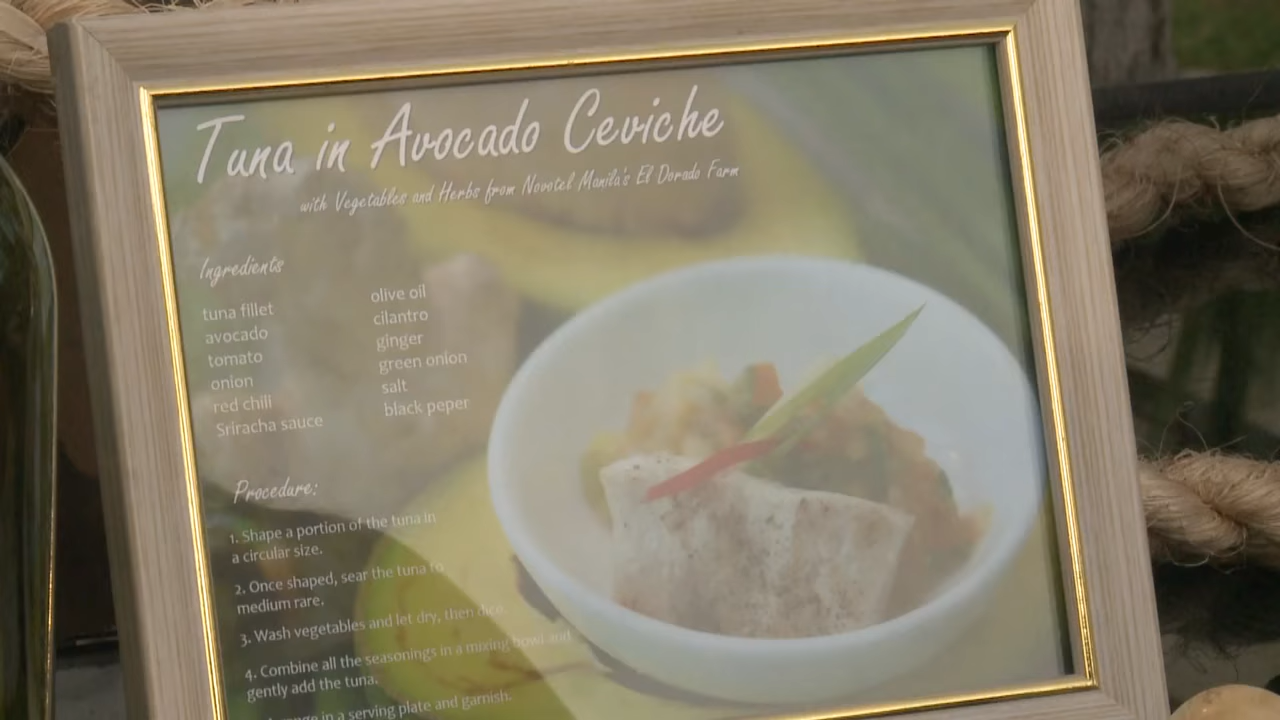 Tuna in Avocado Ceviche
with Vegetables and Herbs from Novotel Manila's El Dorado Farm
Ingredients
tuna fillet
avocado
tomato
onion
red chili
Sriracha sauce
olive oil
cilantro
ginger
green onion
salt
black peper
Procedure:
1. Shape a portion of the tuna in
a circular size.
2. Once shaped, sear the tuna to
medium rare.
3. Wash vegetables and let dry, then dice.
4. Combine all the seasonings in a mixing bowl and
gently add the tuna.
in a serving plate and garnish.